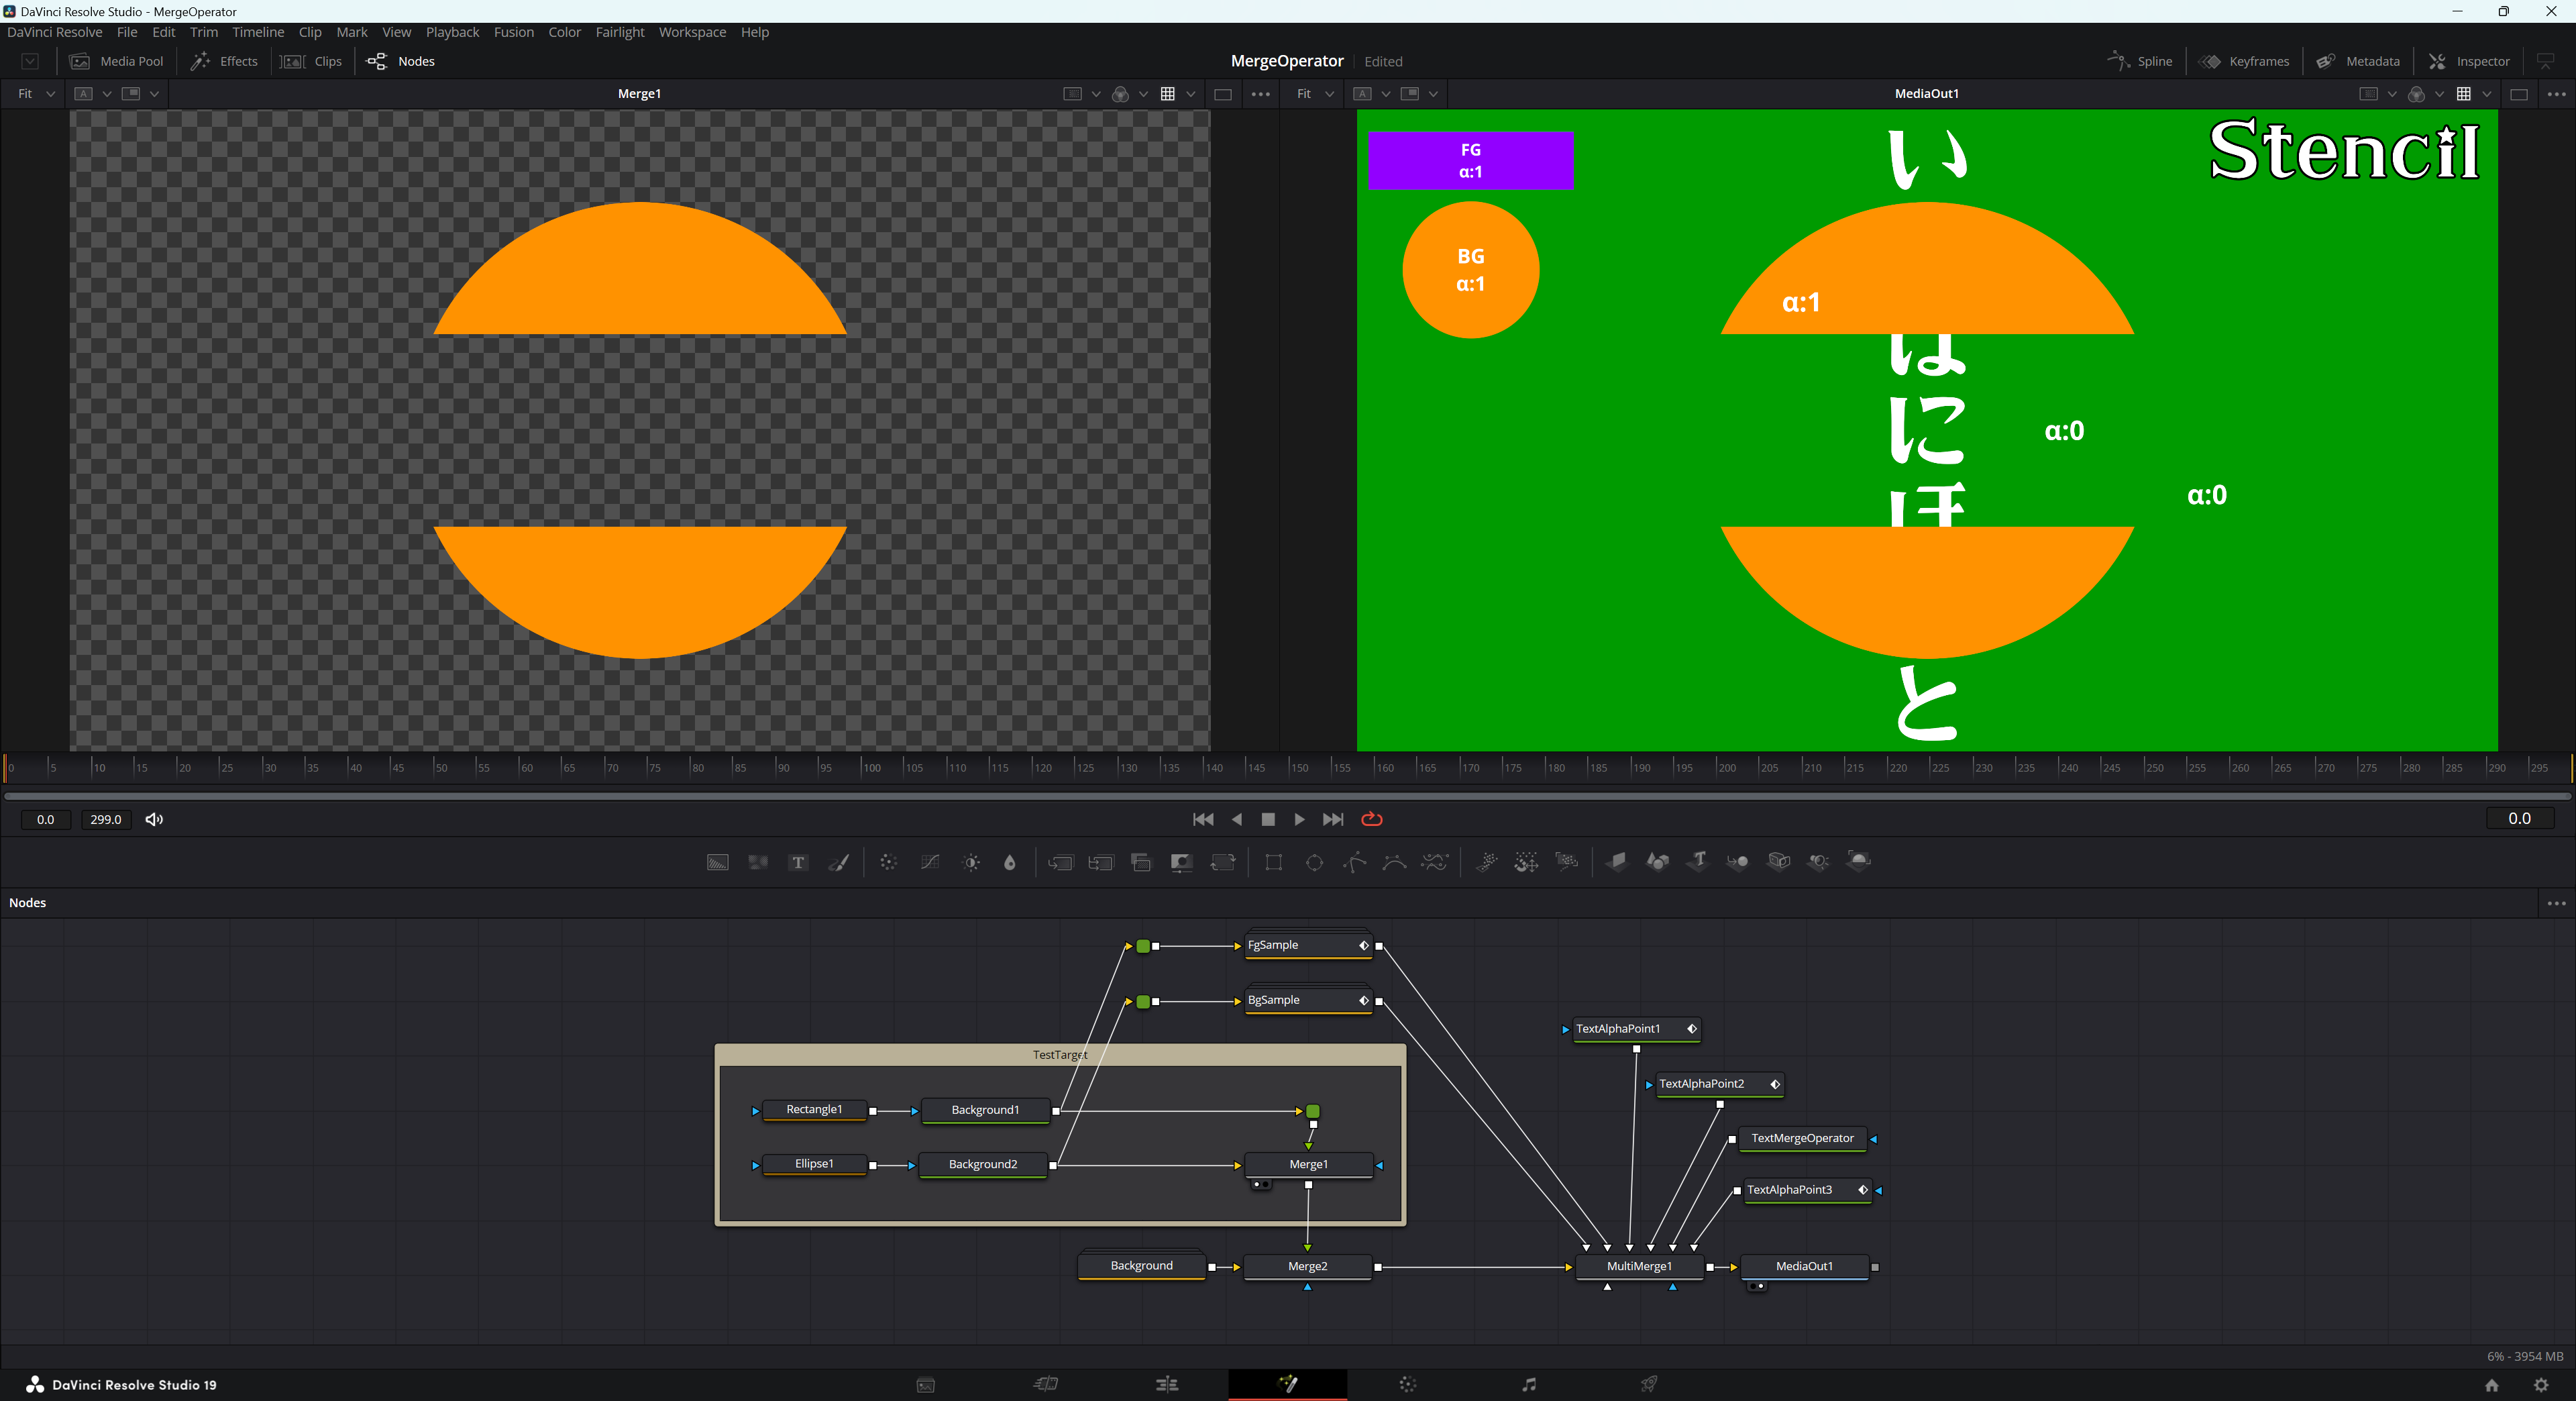 DaVinci Resolve Studio - MergeOperator
DaVinci Resolve File Edit Trim Timeline Clip Mark View Playback Fusion Color Fairlight Workspace Help
Media Pool Effects Clips Nodes MergeOperator Edited Spline Keyframes Metadata Inspector
Fit A Merge1 Fit A MediaOut1
FG
α:1
BG
α:1
い
Stencil
α:1
は
に
ほ
と
α:0
α:0
0 5 10 15 20 25 30 35 40 45 50 55 60 65 70 75 80 85 90 95 100 105 110 115 120 125 130 135 140 145 150 155 160 165 170 175 180 185 190 195 200 205 210 215 220 225 230 235 240 245 250 255 260 265 270 275 280 285 290 295
0.0 299.0 0.0
Nodes
FgSample
BgSample
TextAlphaPoint1
TestTarget
TextAlphaPoint2
Rectangle1 Background1
TextMergeOperator
Ellipse1 Background2 Merge1
TextAlphaPoint3
Background Merge2 MultiMerge1 MediaOut1
6% - 3954 MB
DaVinci Resolve Studio 19